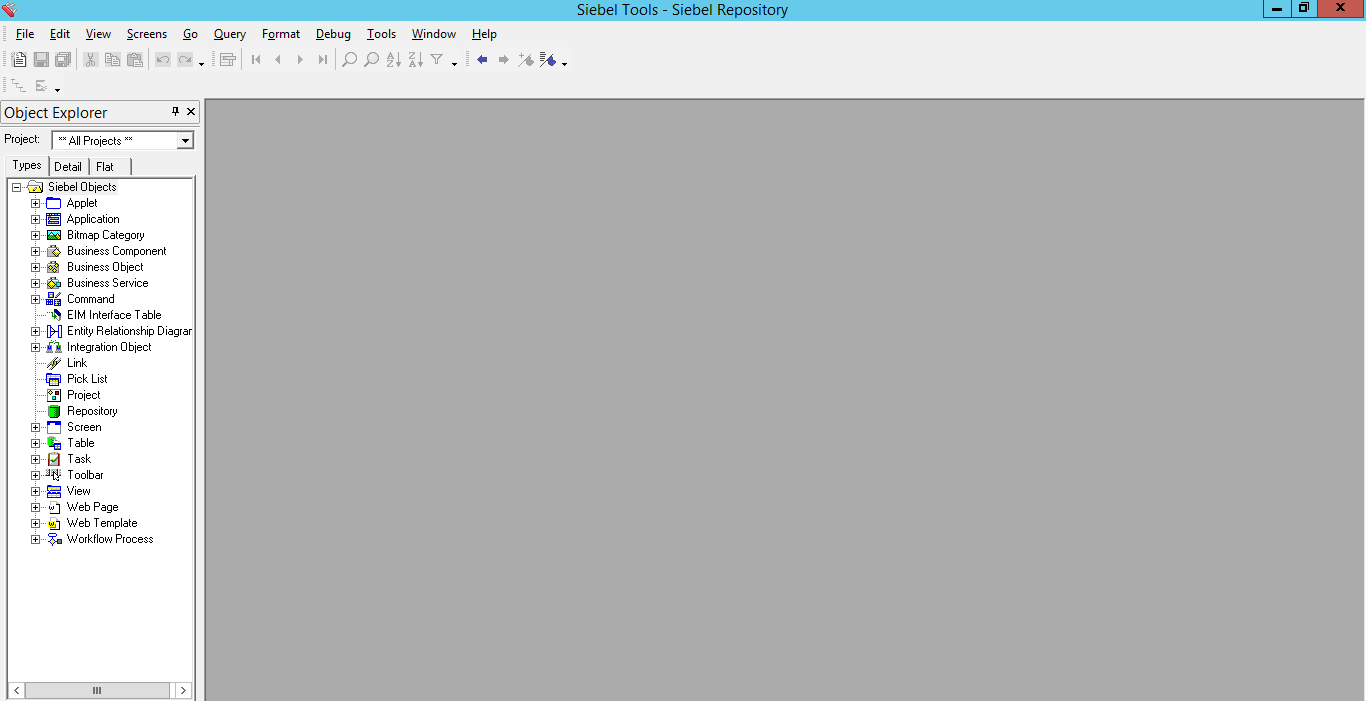 Siebel Tools - Siebel Repository
File Edit View Screens Go Query Format Debug Tools Window Help
Object Explorer
Project: ** All Projects **
Types Detail Flat
Siebel Objects
Applet
Application
Bitmap Category
Business Component
Business Object
Business Service
Command
EIM Interface Table
Entity Relationship Diagrar
Integration Object
Link
Pick List
Project
Repository
Screen
Table
Task
Toolbar
View
Web Page
Web Template
Workflow Process